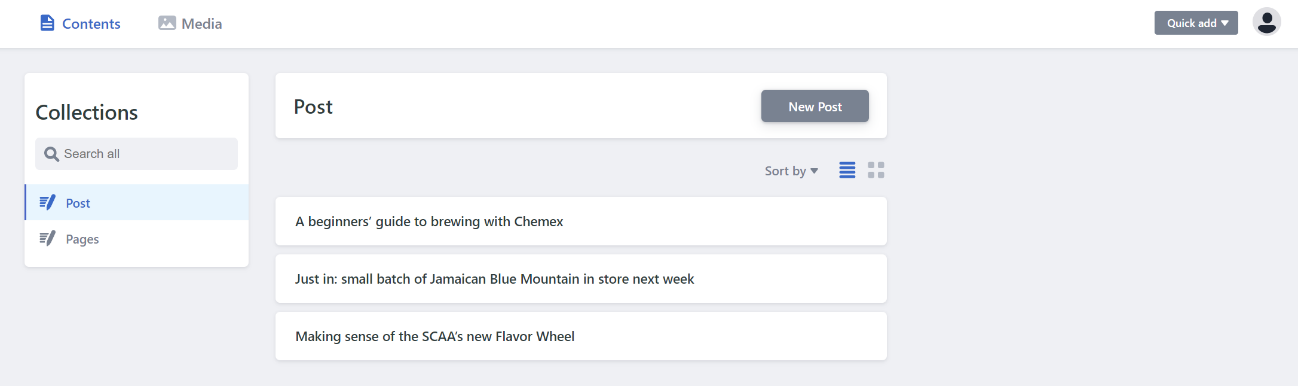 Contents Media Quick add
Collections
Search all
Post
Pages
Post New Post
Sort by
A beginners’ guide to brewing with Chemex
Just in: small batch of Jamaican Blue Mountain in store next week
Making sense of the SCAA’s new Flavor Wheel